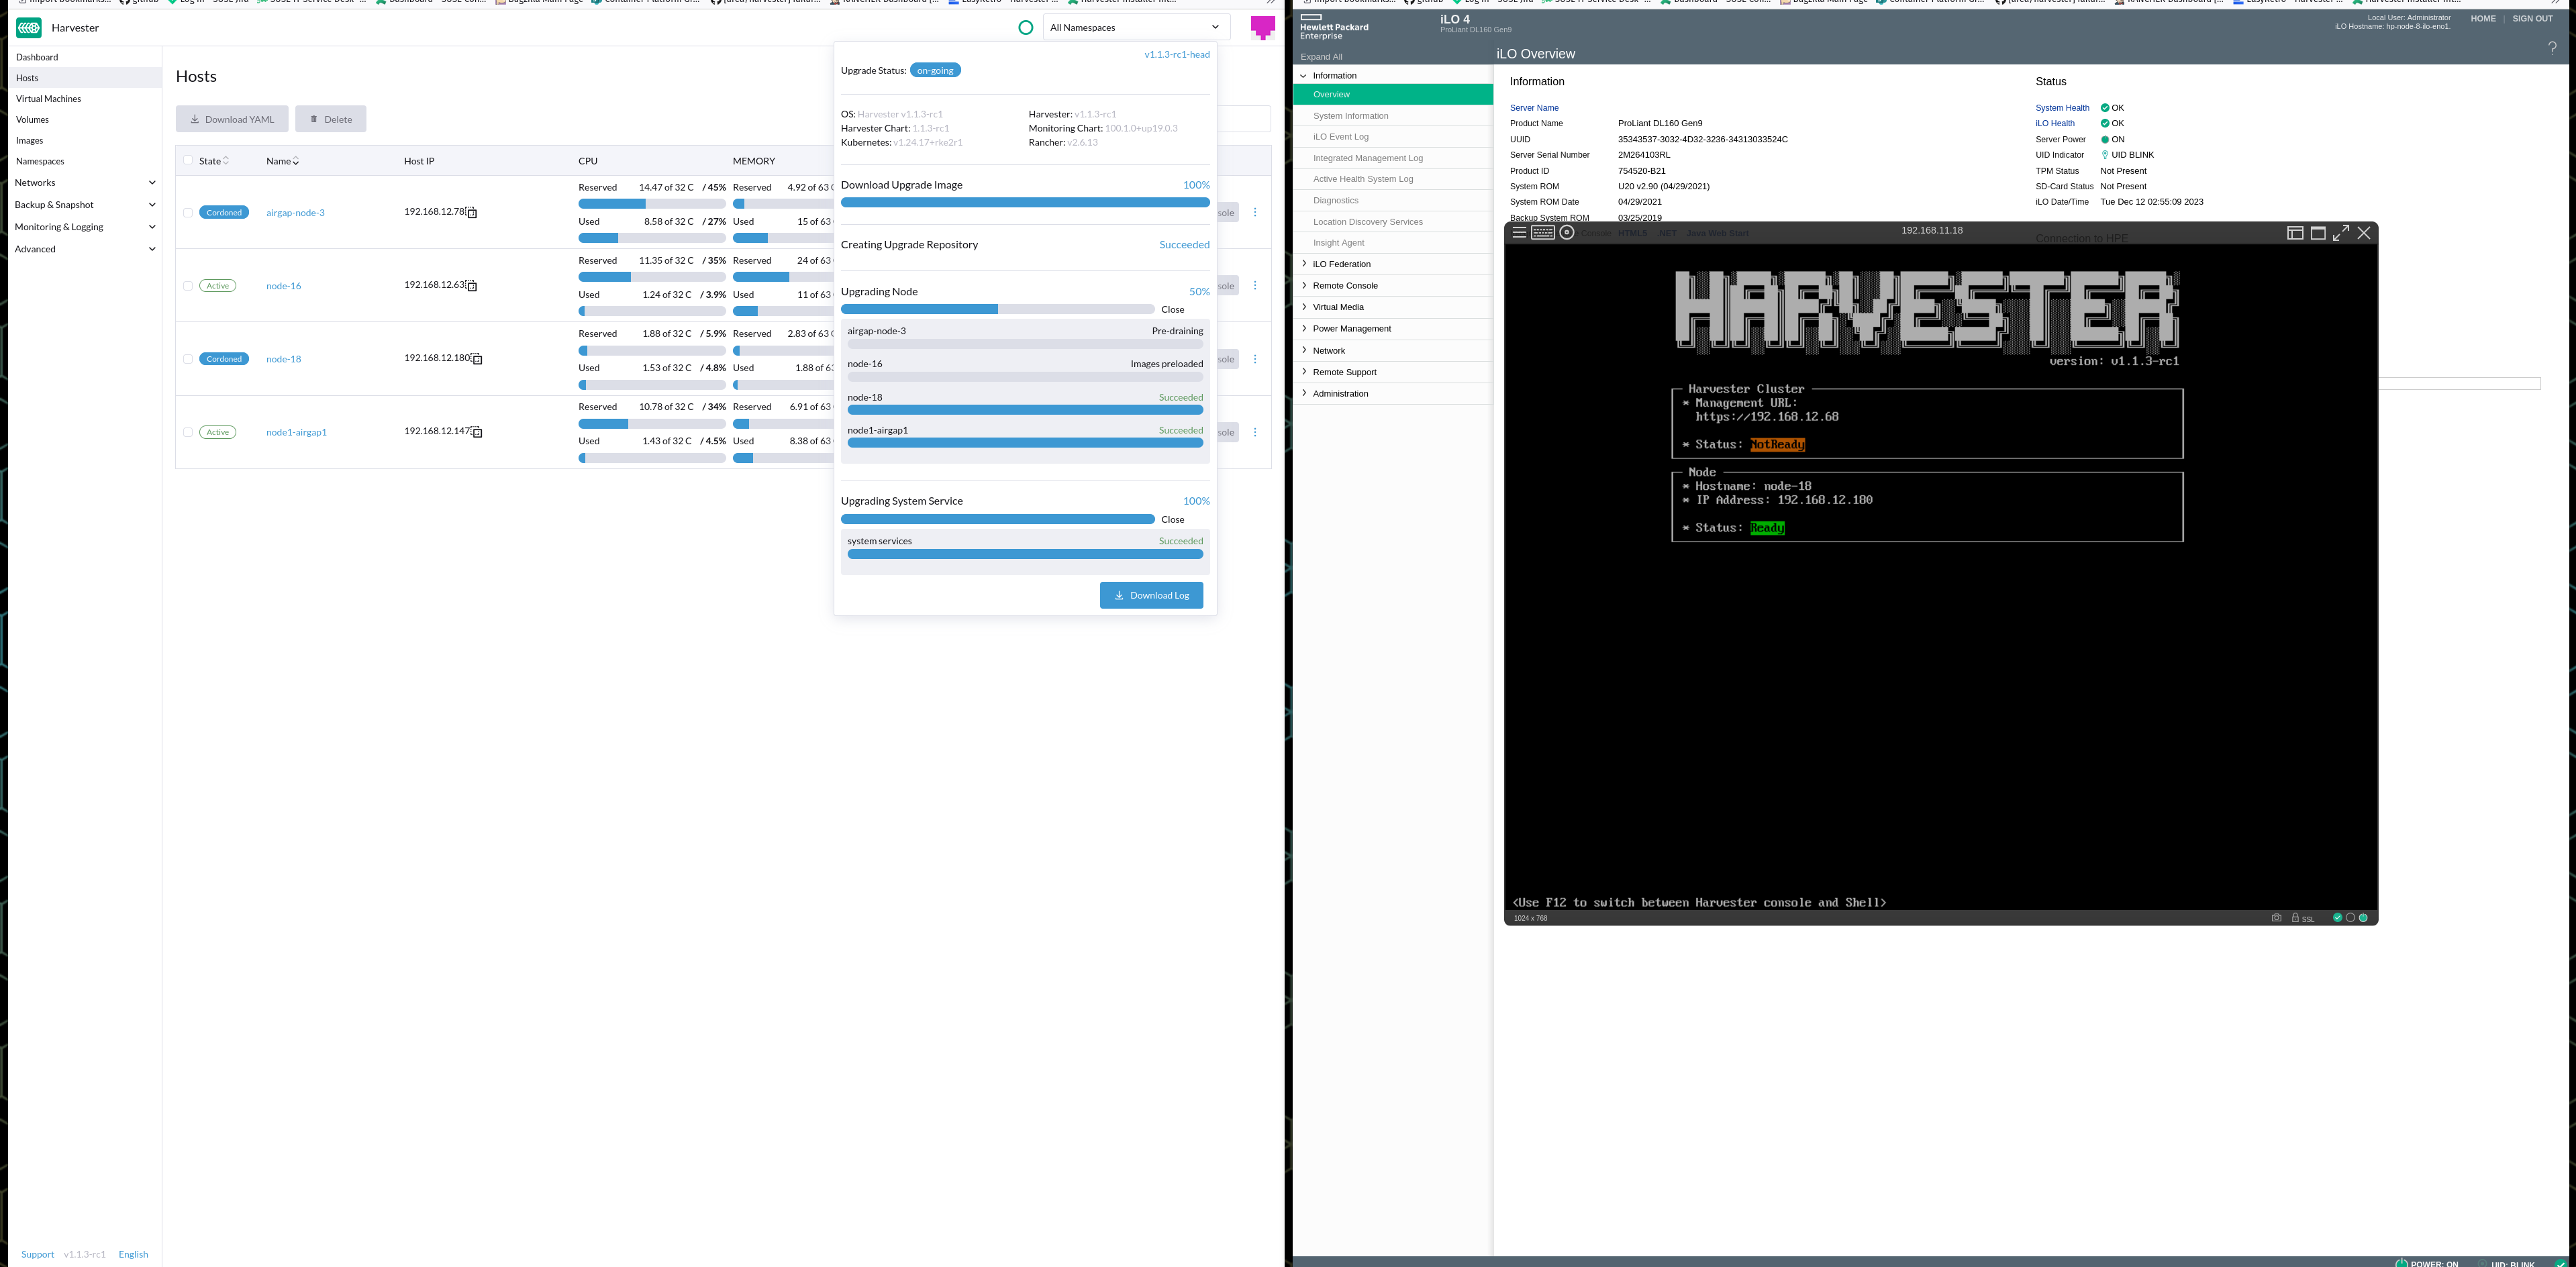 Harvester
All Namespaces
Dashboard
Hosts
Virtual Machines
Volumes
Images
Namespaces
Networks
Backup & Snapshot
Monitoring & Logging
Advanced
Hosts
Download YAML
Delete
State Name Host IP CPU MEMORY
Cordoned airgap-node-3 192.168.12.78
Reserved 14.47 of 32 C / 45% Reserved 4.92 of 63
Used 8.58 of 32 C / 27% Used 15 of 63
Active node-16 192.168.12.63
Reserved 11.35 of 32 C / 35% Reserved 24 of 63
Used 1.24 of 32 C / 3.9% Used 11 of 63
Cordoned node-18 192.168.12.180
Reserved 1.88 of 32 C / 5.9% Reserved 2.83 of 63
Used 1.53 of 32 C / 4.8% Used 1.88 of
Active node1-airgap1 192.168.12.147
Reserved 10.78 of 32 C / 34% Reserved 6.91 of 63
Used 1.43 of 32 C / 4.5% Used 8.38 of 63
v1.1.3-rc1-head
Upgrade Status: on-going
OS: Harvester v1.1.3-rc1 Harvester: v1.1.3-rc1
Harvester Chart: 1.1.3-rc1 Monitoring Chart: 100.1.0+up19.0.3
Kubernetes: v1.24.17+rke2r1 Rancher: v2.6.13
Download Upgrade Image 100%
Creating Upgrade Repository Succeeded
Upgrading Node 50%
Close
airgap-node-3 Pre-draining
node-16 Images preloaded
node-18 Succeeded
node1-airgap1 Succeeded
Upgrading System Service 100%
Close
system services Succeeded
Download Log
Support v1.1.3-rc1 English
Hewlett Packard
Enterprise
iLO 4
ProLiant DL160 Gen9
Local User: Administrator
iLO Hostname: hp-node-8-ilo-eno1.
HOME | SIGN OUT
Expand All
iLO Overview
?
Information
Overview
System Information
iLO Event Log
Integrated Management Log
Active Health System Log
Diagnostics
Location Discovery Services
Insight Agent
iLO Federation
Remote Console
Virtual Media
Power Management
Network
Remote Support
Administration
Information
Server Name
Product Name ProLiant DL160 Gen9
UUID 35343537-3032-4D32-3236-34313033524C
Server Serial Number 2M264103RL
Product ID 754520-B21
System ROM U20 v2.90 (04/29/2021)
System ROM Date 04/29/2021
Backup System ROM 03/25/2019
Status
System Health OK
iLO Health OK
Server Power ON
UID Indicator UID BLINK
TPM Status Not Present
SD-Card Status Not Present
iLO Date/Time Tue Dec 12 02:55:09 2023
Connection to HPE
192.168.11.18
HARVESTER
version: v1.1.3-rc1
Harvester Cluster
* Management URL:
https://192.168.12.68
* Status: NotReady
Node
* Hostname: node-18
* IP Address: 192.168.12.180
* Status: Ready
<Use F12 to switch between Harvester console and Shell>
1024 x 768
SSL
POWER: ON UID: BLINK